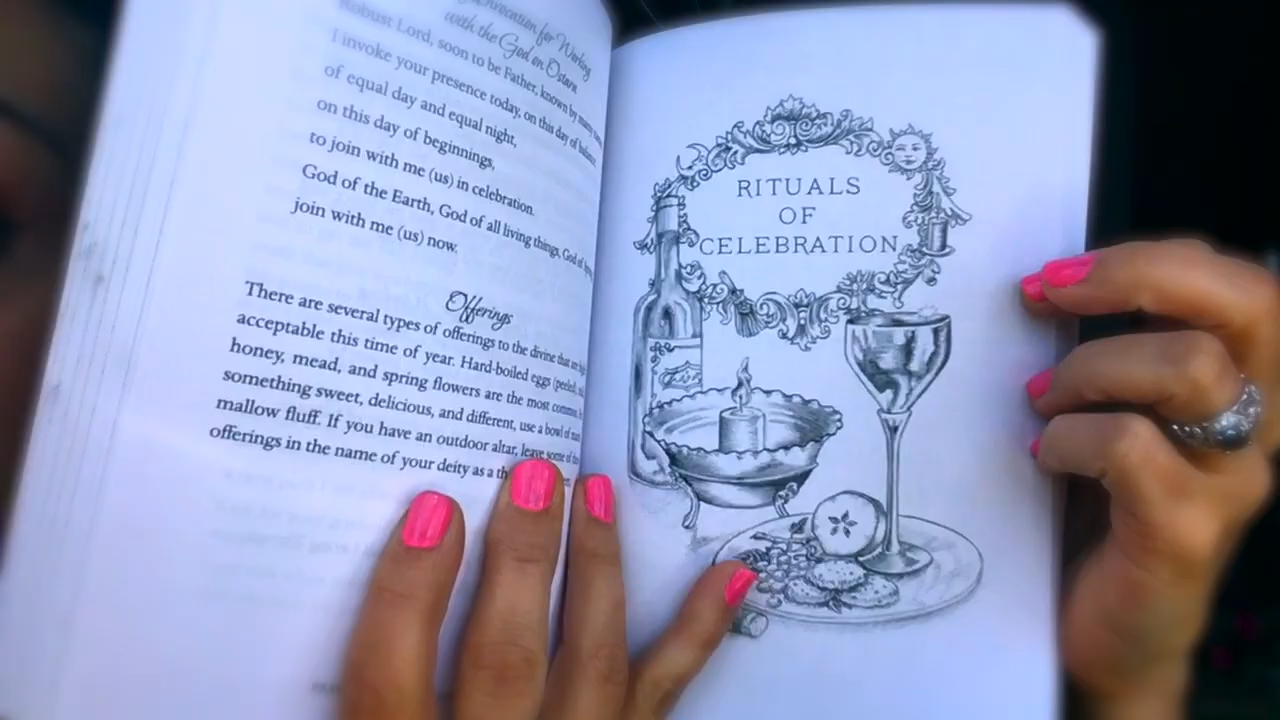 Invocation for Working
with the God on Ostara
Robust Lord, soon to be Father, known by many
I invoke your presence today, on this day of balance
of equal day and equal night,
on this day of beginnings,
to join with me (us) in celebration.
God of the Earth, God of all living things, God of
join with me (us) now.
Offerings
There are several types of offerings to the divine that are
acceptable this time of year. Hard-boiled eggs (peeled,
honey, mead, and spring flowers are the most common.
something sweet, delicious, and different, use a bowl of
mallow fluff. If you have an outdoor altar, leave some of
offerings in the name of your deity as a
RITUALS
OF
CELEBRATION